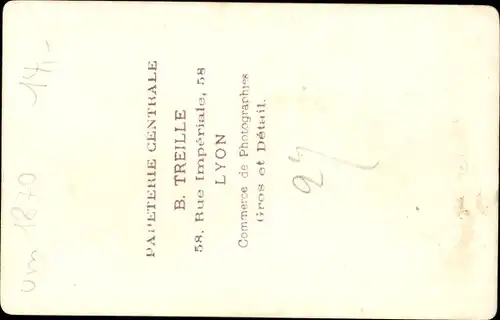 14,-
PAPETERIE CENTRALE
B. TREILLE
58, Rue Impériale, 58
LYON
Commerce de Photographies
Gros et Détail.
um 1870